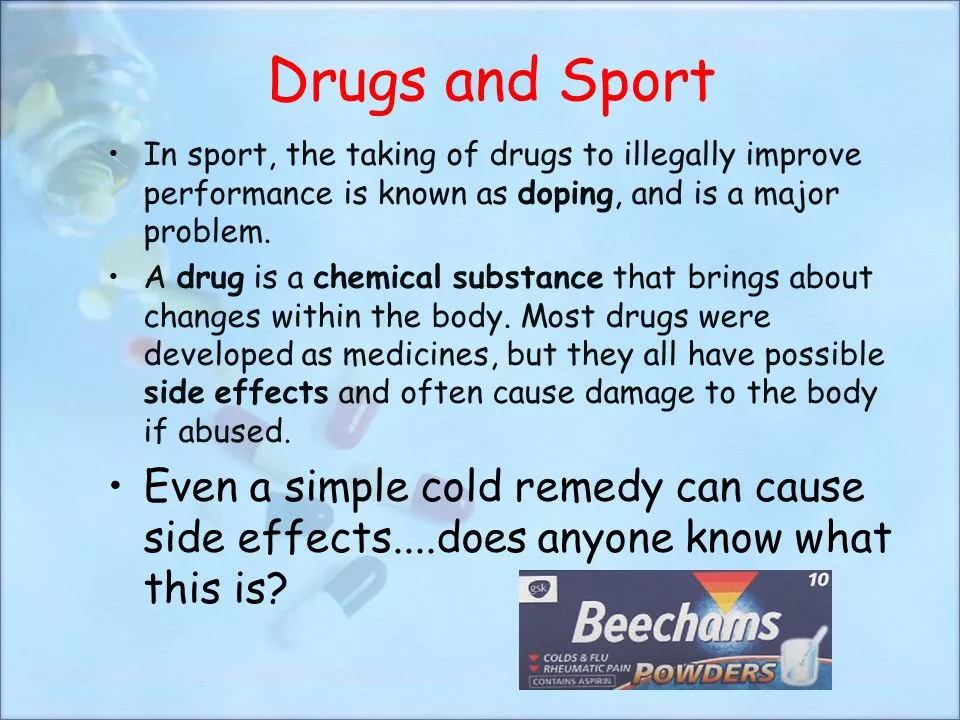 Drugs and Sport
• In sport, the taking of drugs to illegally improve
performance is known as doping, and is a major
problem.
• A drug is a chemical substance that brings about
changes within the body. Most drugs were
developed as medicines, but they all have possible
side effects and often cause damage to the body
if abused.
• Even a simple cold remedy can cause
side effects....does anyone know what
this is?
gsk
10
Beechams
COLDS & FLU
RHEUMATIC PAIN
POWDERS
CONTAINS ASPIRIN